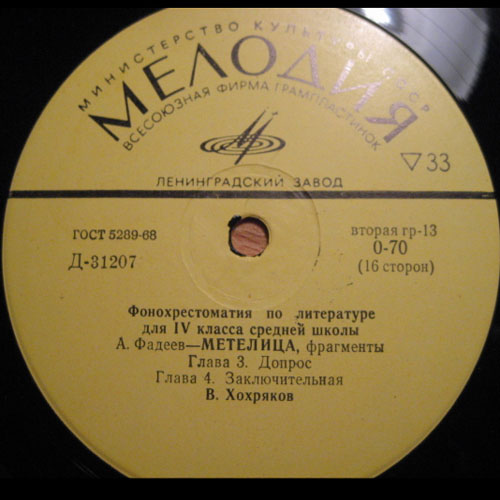 МИНИСТЕРСТВО КУЛЬТУРЫ СССР
МЕЛОДИЯ
ВСЕСОЮЗНАЯ ФИРМА ГРАМПЛАСТИНОК
▽33
ЛЕНИНГРАДСКИЙ ЗАВОД
ГОСТ 5289-68
Д-31207
вторая гр-13
0-70
(16 сторон)
Фонохрестоматия по литературе
для IV класса средней школы
А. Фадеев—МЕТЕЛИЦА, фрагменты
Глава 3. Допрос
Глава 4. Заключительная
В. Хохряков